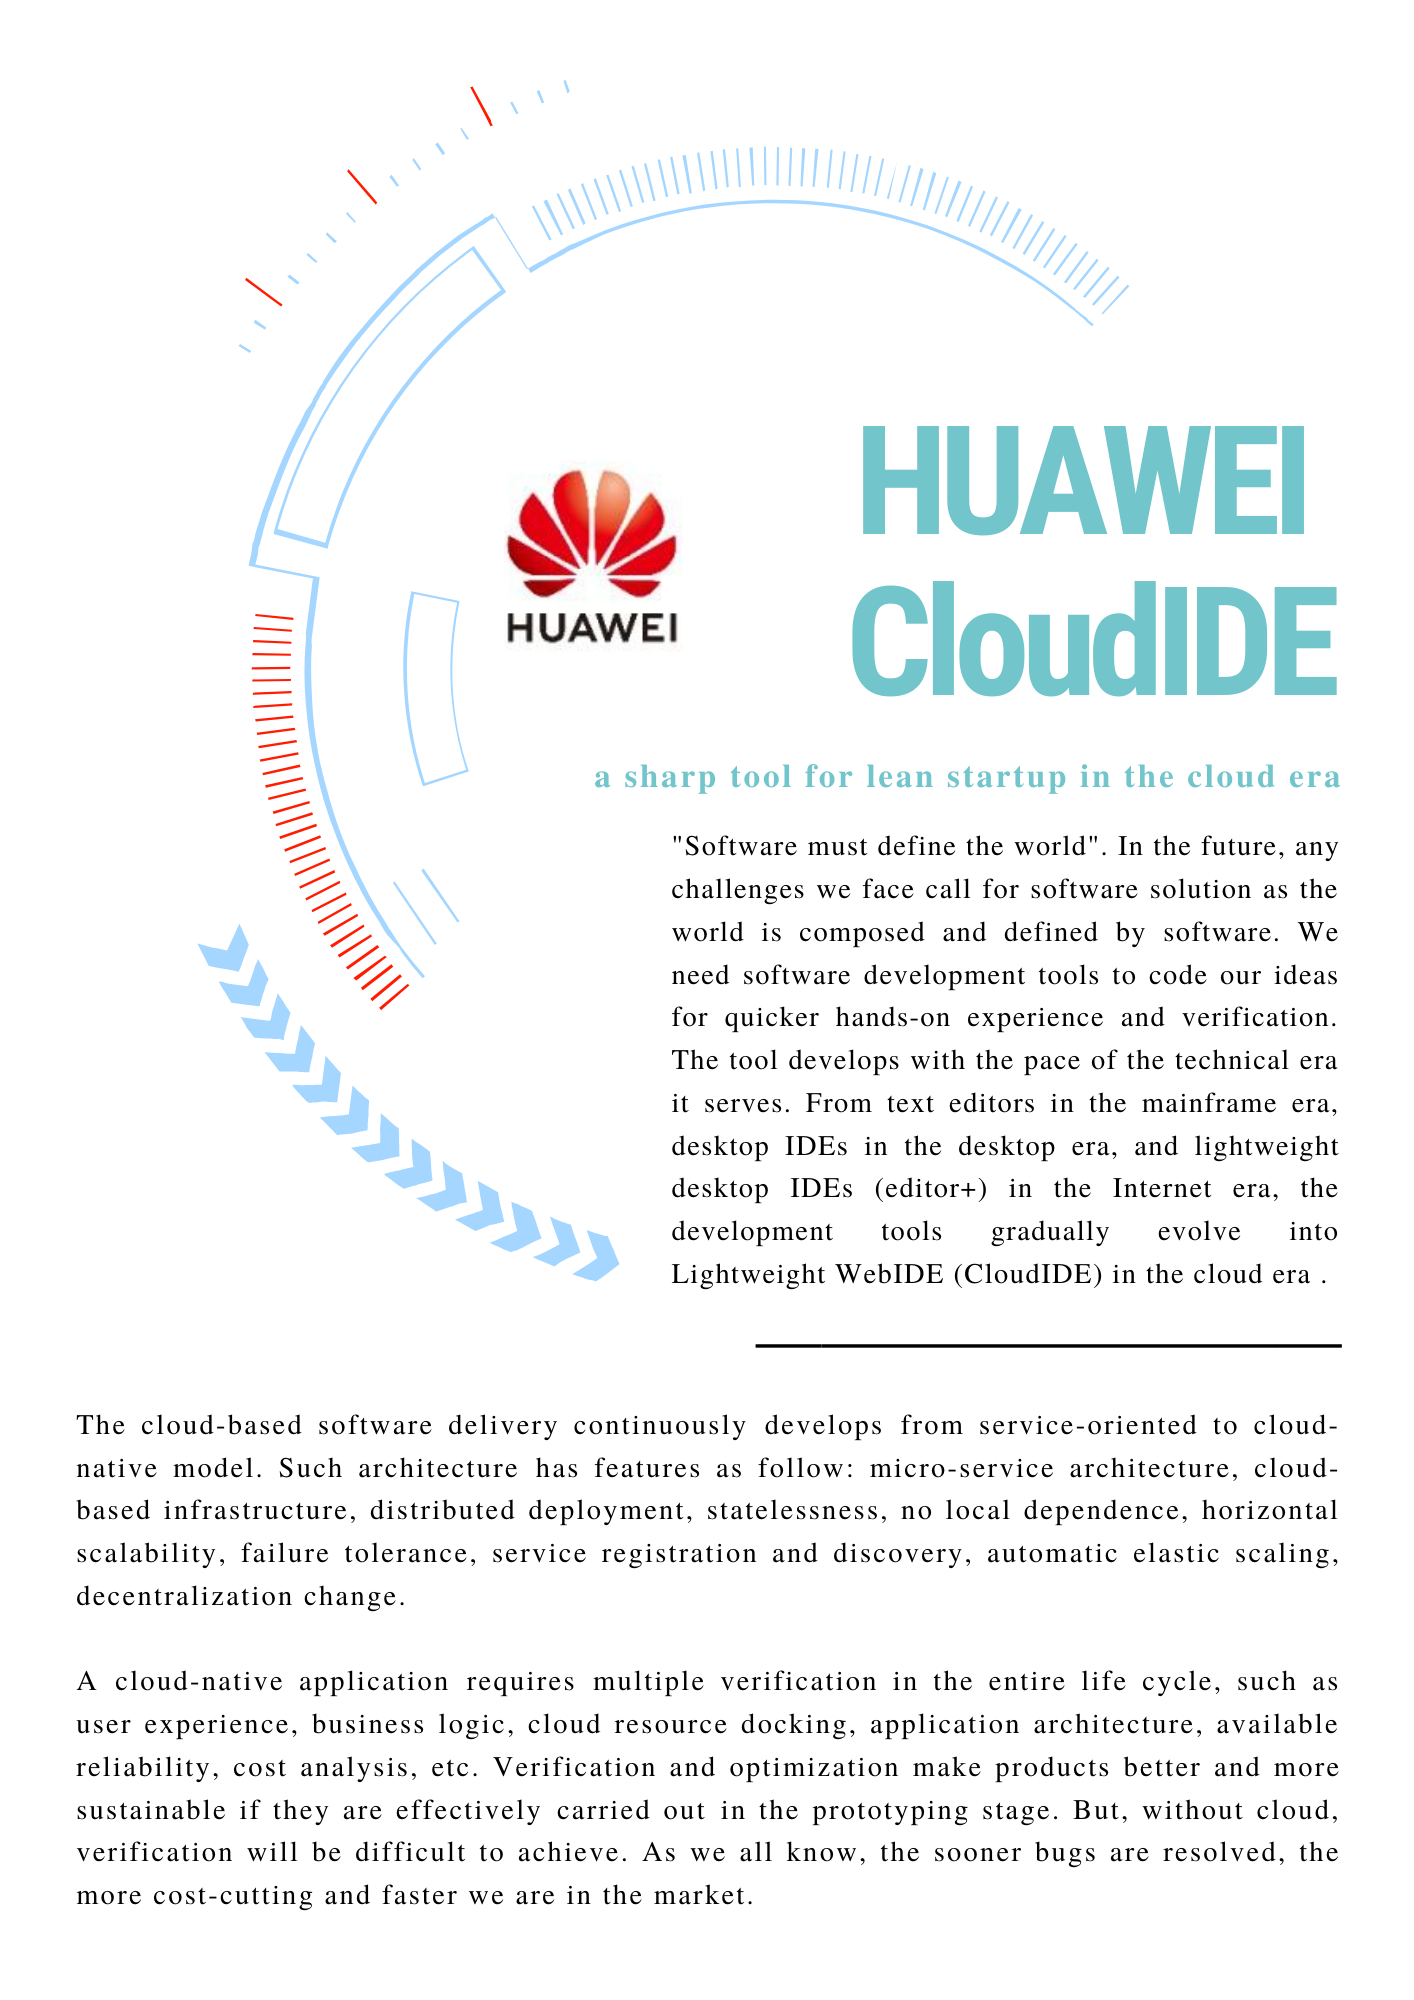 HUAWEI
HUAWEI
CloudIDE
a sharp tool for lean startup in the cloud era
"Software must define the world". In the future, any
challenges we face call for software solution as the
world is composed and defined by software. We
need software development tools to code our ideas
for quicker hands-on experience and verification.
The tool develops with the pace of the technical era
it serves. From text editors in the mainframe era,
desktop IDEs in the desktop era, and lightweight
desktop IDEs (editor+) in the Internet era, the
development tools gradually evolve into
Lightweight WebIDE (CloudIDE) in the cloud era .
The cloud-based software delivery continuously develops from service-oriented to cloud-
native model. Such architecture has features as follow: micro-service architecture, cloud-
based infrastructure, distributed deployment, statelessness, no local dependence, horizontal
scalability, failure tolerance, service registration and discovery, automatic elastic scaling,
decentralization change.
A cloud-native application requires multiple verification in the entire life cycle, such as
user experience, business logic, cloud resource docking, application architecture, available
reliability, cost analysis, etc. Verification and optimization make products better and more
sustainable if they are effectively carried out in the prototyping stage. But, without cloud,
verification will be difficult to achieve. As we all know, the sooner bugs are resolved, the
more cost-cutting and faster we are in the market.